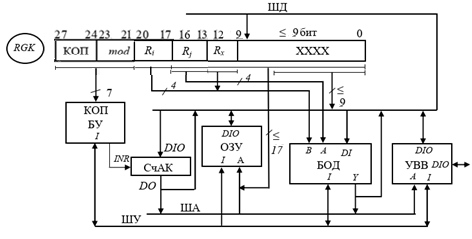 ШД
27 24 23 21 20 17 16 13 12 9 ≤ 9 бит 0
RGK КОП mod Ri Rj Rx XXXX
7 4 4 ≤ 9
КОП БУ I
INR DIO СчАК DO
DIO ОЗУ I A
≤ 17
B A DI БОД I Y
DIO УВВ DIO A I
ША
ШУ